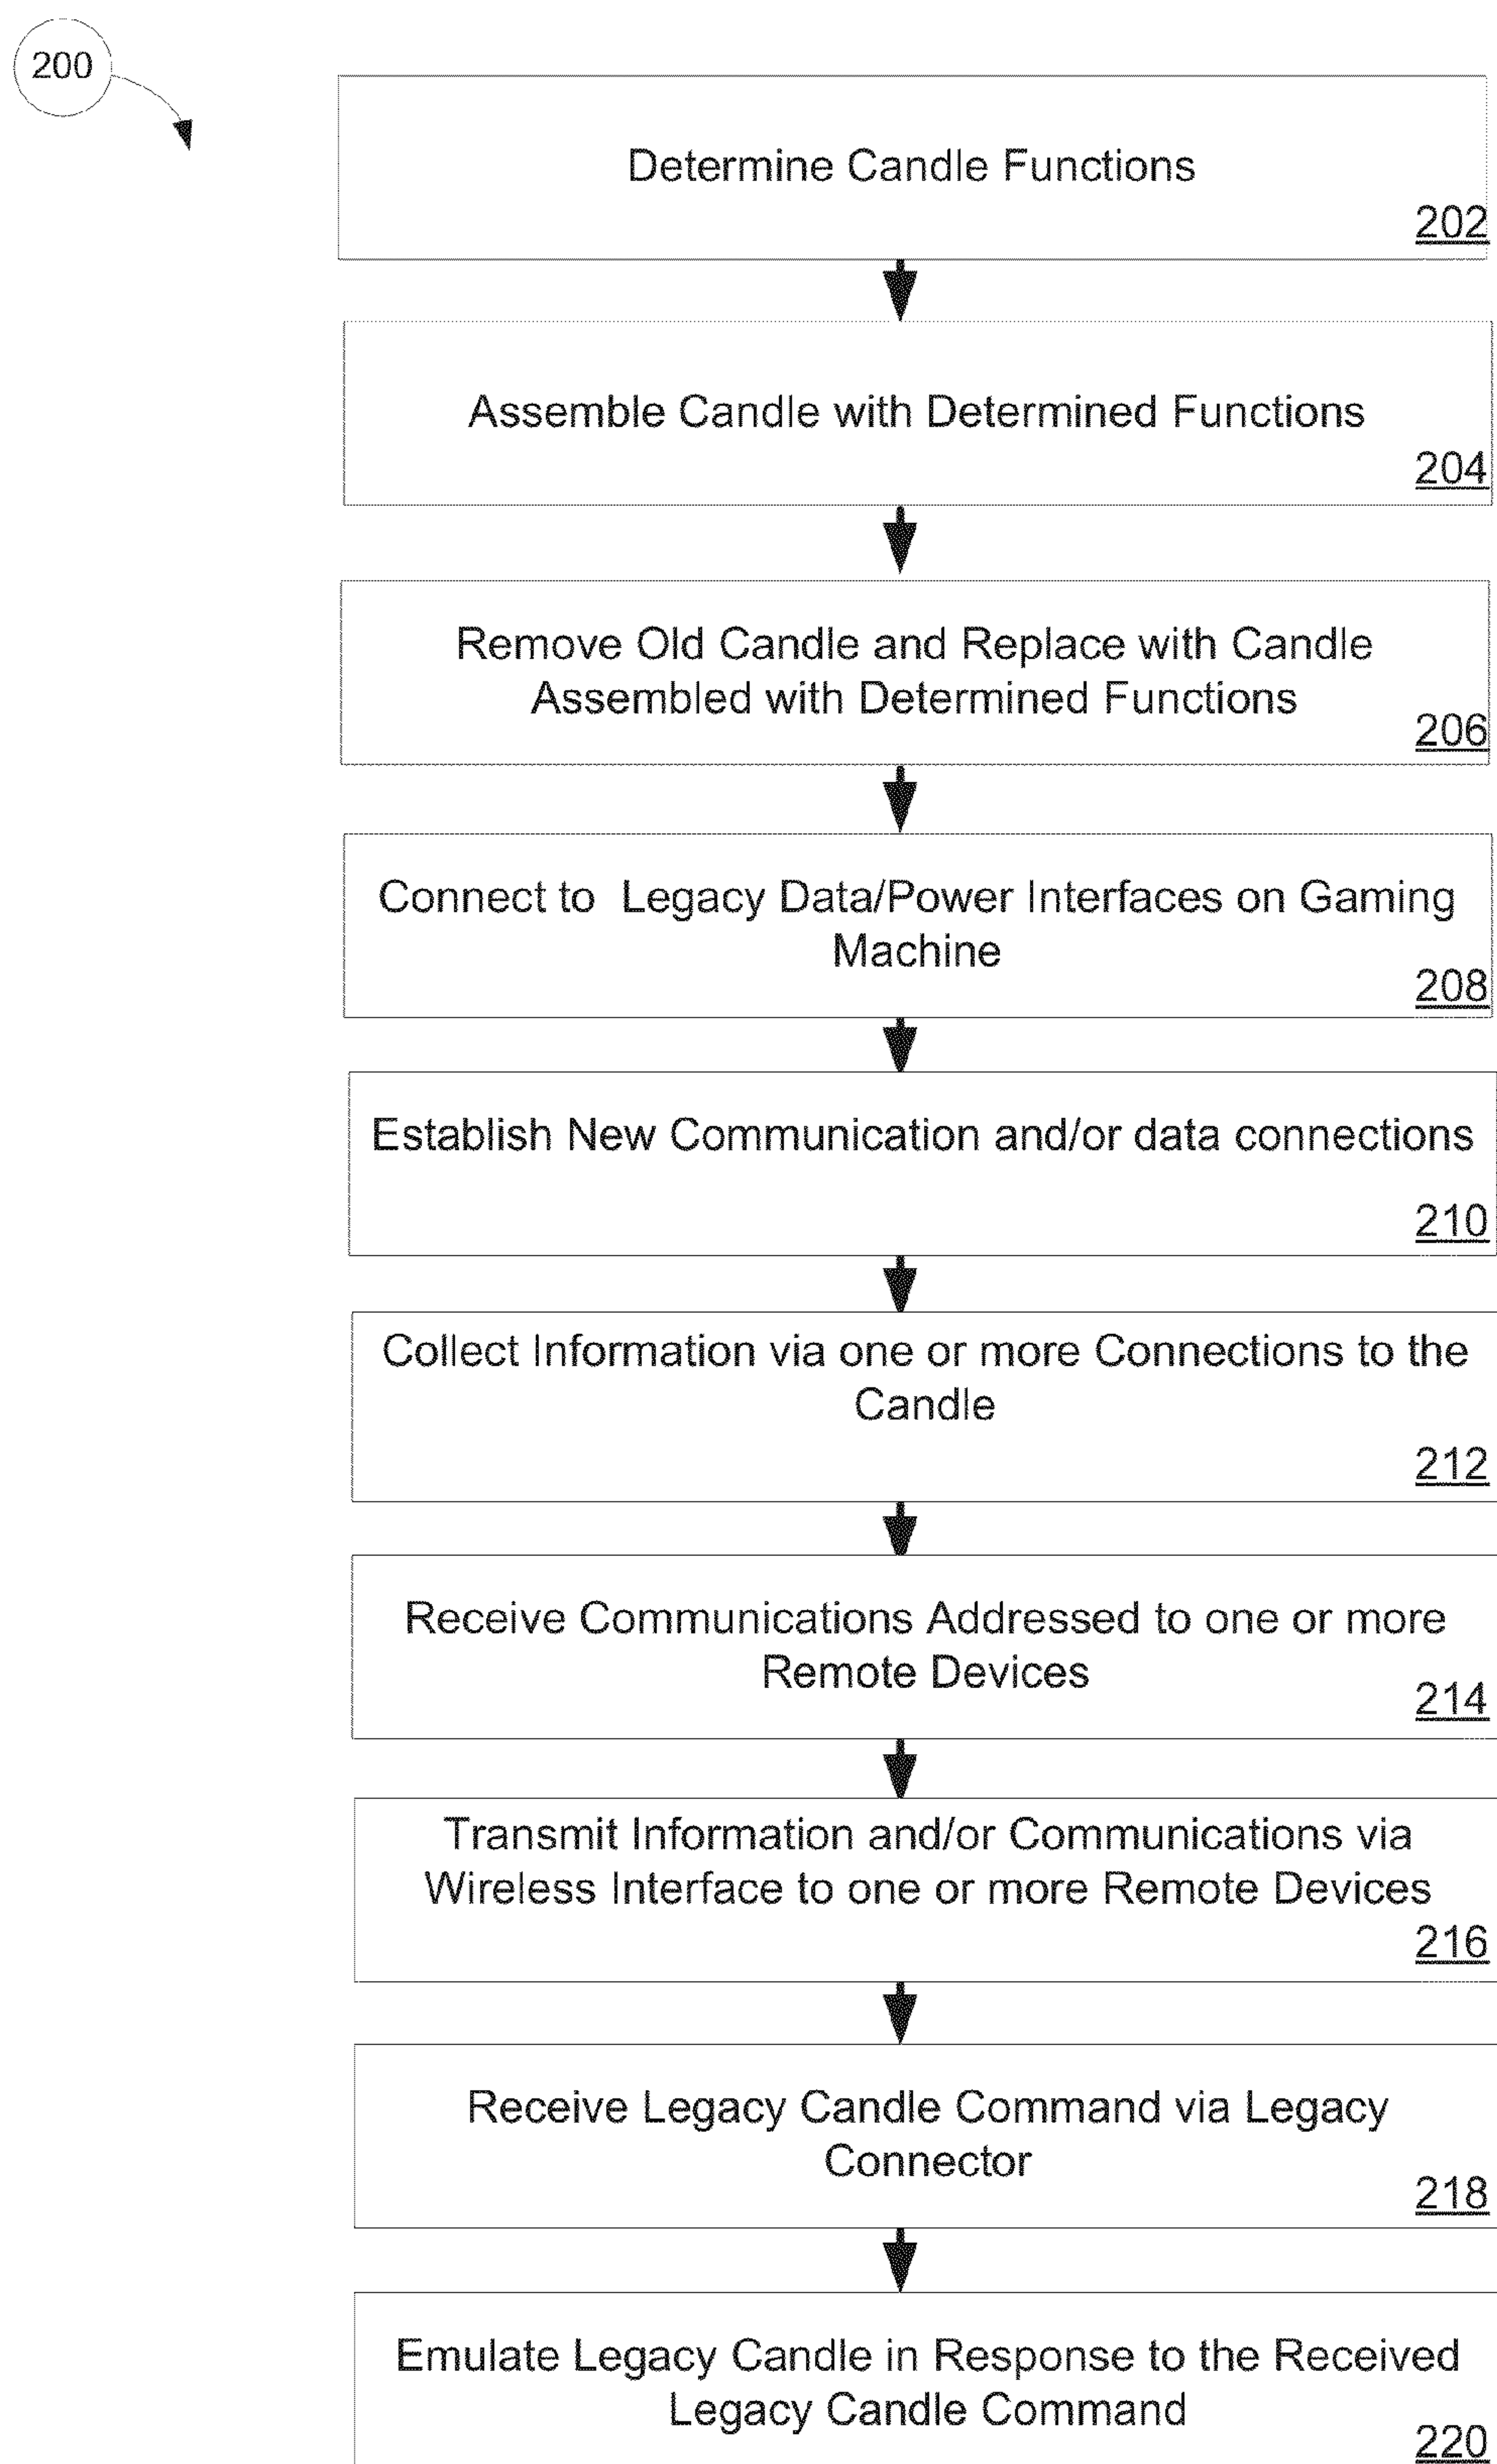 200
Determine Candle Functions
202
Assemble Candle with Determined Functions
204
Remove Old Candle and Replace with Candle
Assembled with Determined Functions
206
Connect to Legacy Data/Power Interfaces on Gaming
Machine
208
Establish New Communication and/or data connections
210
Collect Information via one or more Connections to the
Candle
212
Receive Communications Addressed to one or more
Remote Devices
214
Transmit Information and/or Communications via
Wireless Interface to one or more Remote Devices
216
Receive Legacy Candle Command via Legacy
Connector
218
Emulate Legacy Candle in Response to the Received
Legacy Candle Command
220